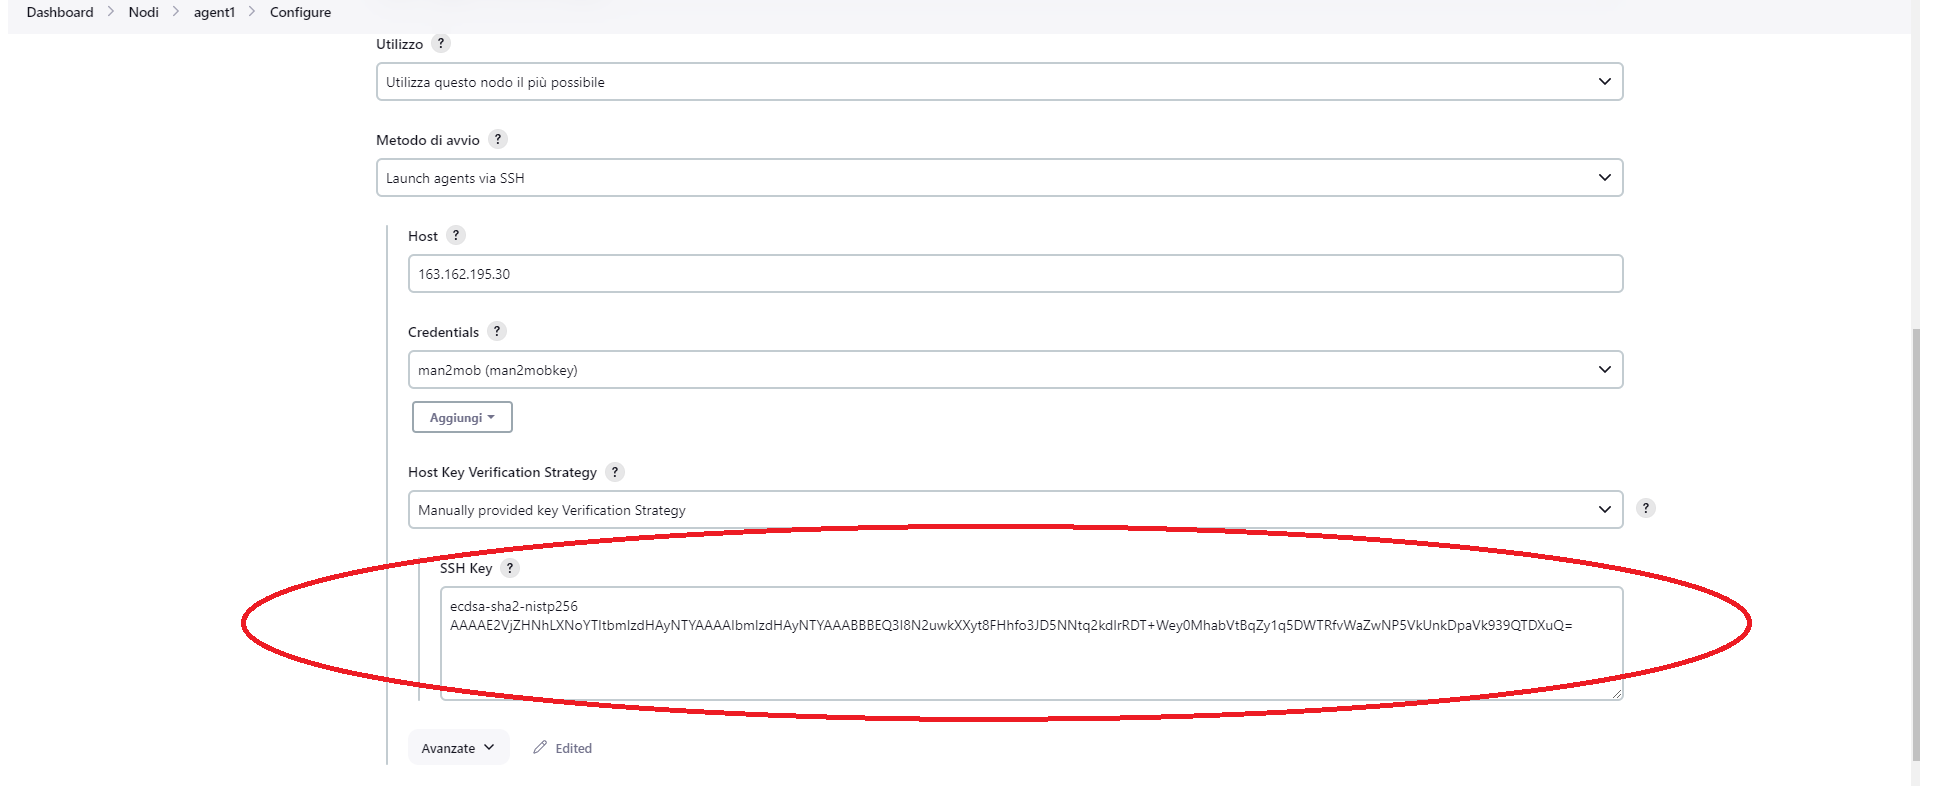 Dashboard > Nodi > agent1 > Configure
Utilizzo ?
Utilizza questo nodo il più possibile
Metodo di avvio ?
Launch agents via SSH
Host ?
163.162.195.30
Credentials ?
man2mob (man2mobkey)
Aggiungi
Host Key Verification Strategy ?
Manually provided key Verification Strategy
?
SSH Key ?
ecdsa-sha2-nistp256
AAAAE2VjZHNhLXNoYTItbmlzdHAyNTYAAAAIbmlzdHAyNTYAAABBBEQ3I8N2uwkXXyt8FHhfo3JD5NNtq2kdIrRDT+Wey0MhabVtBqZy1q5DWTRfvWaZwNP5VkUnkDpaVk939QTDXuQ=
Avanzate
Edited